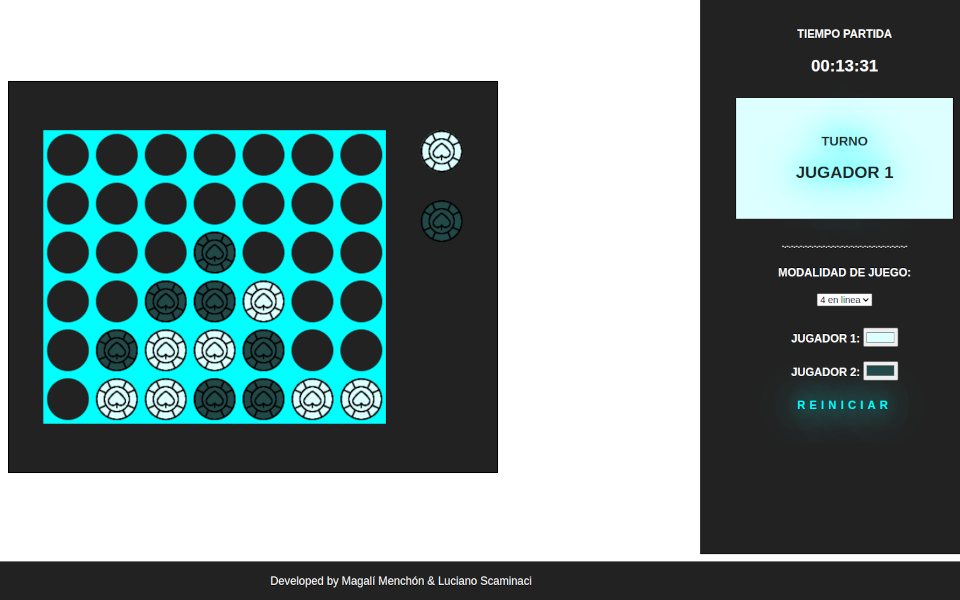 TIEMPO PARTIDA
00:13:31
TURNO
JUGADOR 1
~~~~~~~~~~~~~~~~~~~~~~~~~~
MODALIDAD DE JUEGO:
4 en linea
JUGADOR 1:
JUGADOR 2:
REINICIAR
Developed by Magalí Menchón & Luciano Scaminaci